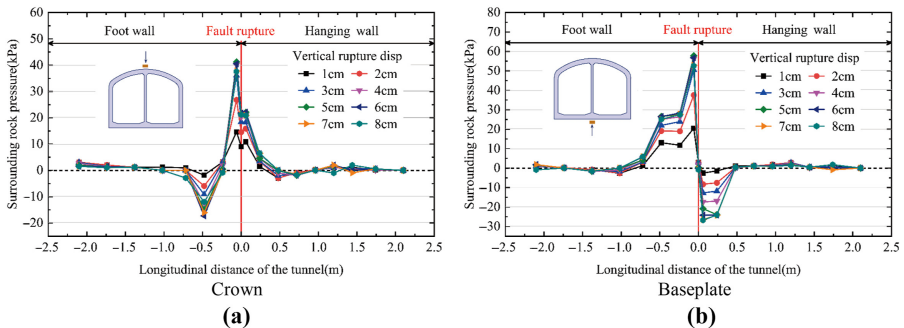 Foot wall
Fault rupture
Hanging wall
Vertical rupture disp
1cm 2cm
3cm 4cm
5cm 6cm
7cm 8cm
Surrounding rock pressure(kPa)
60
50
40
30
20
10
0
−10
−20
−2.5 −2.0 −1.5 −1.0 −0.5 0.0 0.5 1.0 1.5 2.0 2.5
Longitudinal distance of the tunnel(m)
Crown
(a)
Foot wall
Fault rupture
Hanging wall
Vertical rupture disp
1cm 2cm
3cm 4cm
5cm 6cm
7cm 8cm
Surrounding rock pressure(kPa)
80
70
60
50
40
30
20
10
0
−10
−20
−30
−2.5 −2.0 −1.5 −1.0 −0.5 0.0 0.5 1.0 1.5 2.0 2.5
Longitudinal distance of the tunnel(m)
Baseplate
(b)